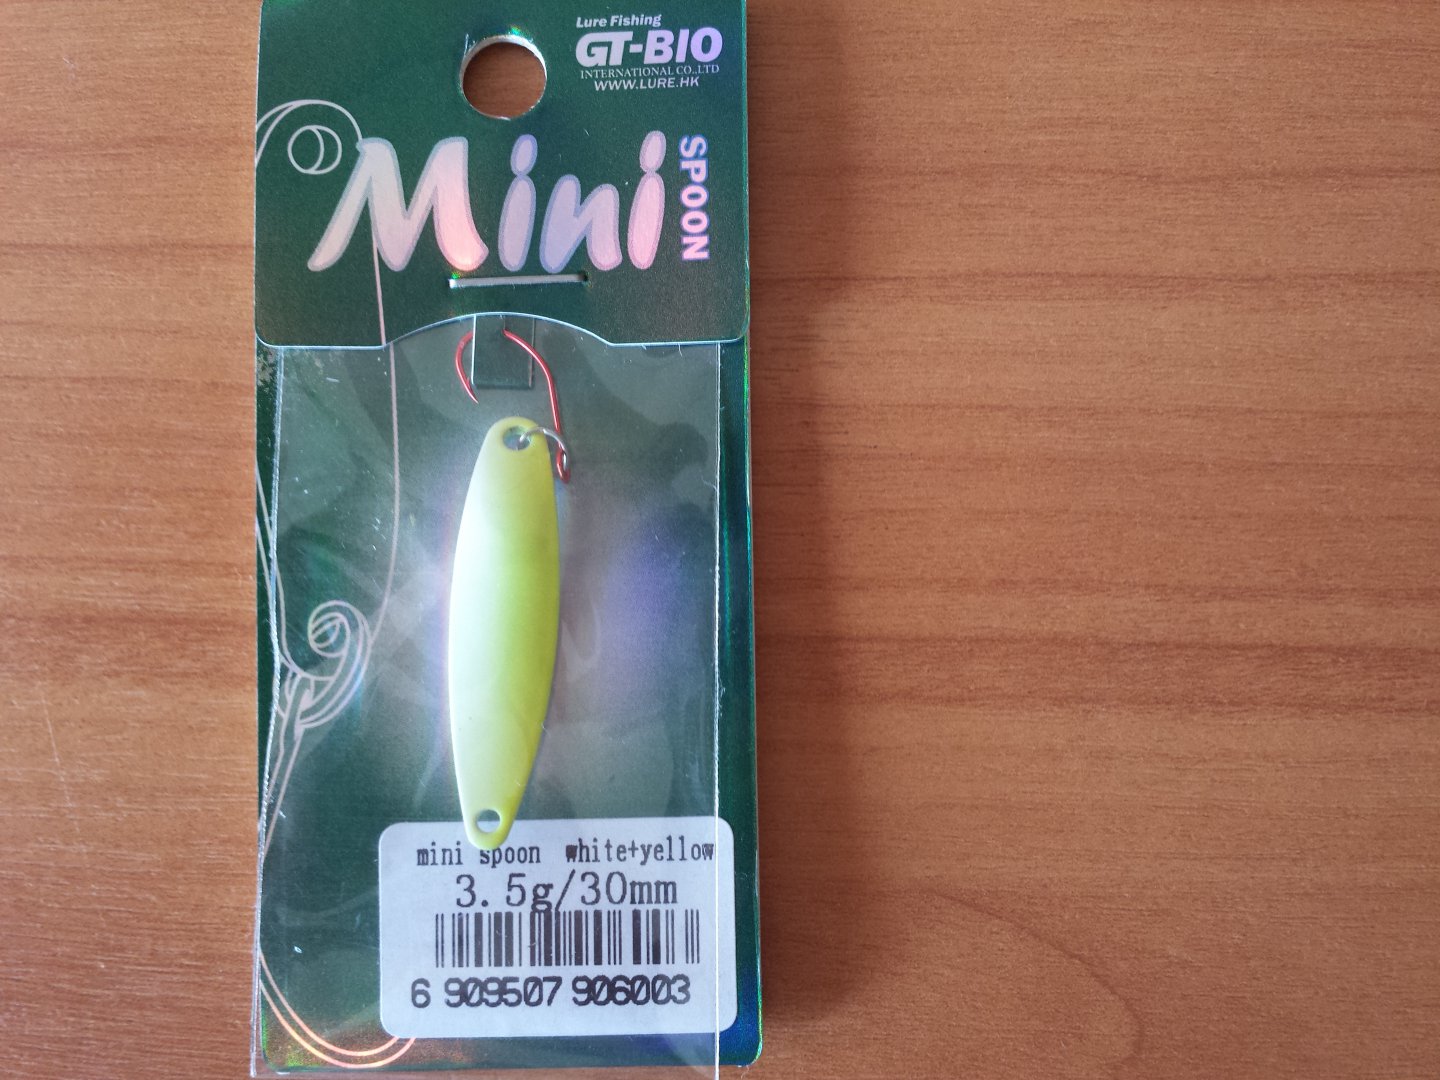 Lure Fishing
GT-BIO
INTERNATIONAL CO.,LTD
WWW.LURE.HK
Mini
SPOON
mini spoon white+yellow
3.5g/30mm
6 909507 906003